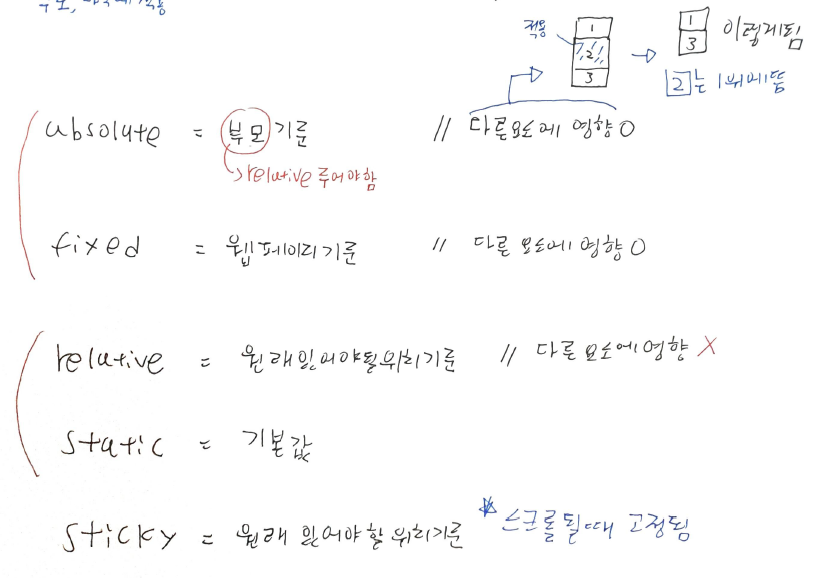 적용
1
2
3
1
3
이렇게됨
2는 1위에뜸
absolute = 부모기준 // 다른요소에 영향 O
→ relative 주어야함
fixed = 웹페이지기준 // 다른 요소에 영향 O
relative = 원래있어야될위치기준 // 다른 요소에영향 X
static = 기본값
sticky = 원래 있어야할 위치기준 * 스크롤될때 고정됨